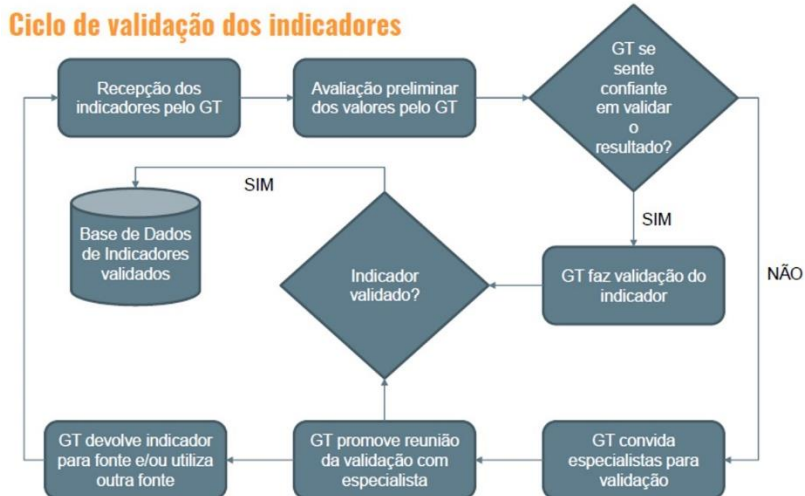 Ciclo de validação dos indicadores
Recepção dos
indicadores pelo GT
Avaliação preliminar
dos valores pelo GT
GT se
sente
confiante
em validar
o
resultado?
SIM
NÃO
GT faz validação do
indicador
Indicador
validado?
SIM
Base de Dados
de Indicadores
validados
GT devolve indicador
para fonte e/ou utiliza
outra fonte
GT promove reunião
da validação com
especialista
GT convida
especialistas para
validação